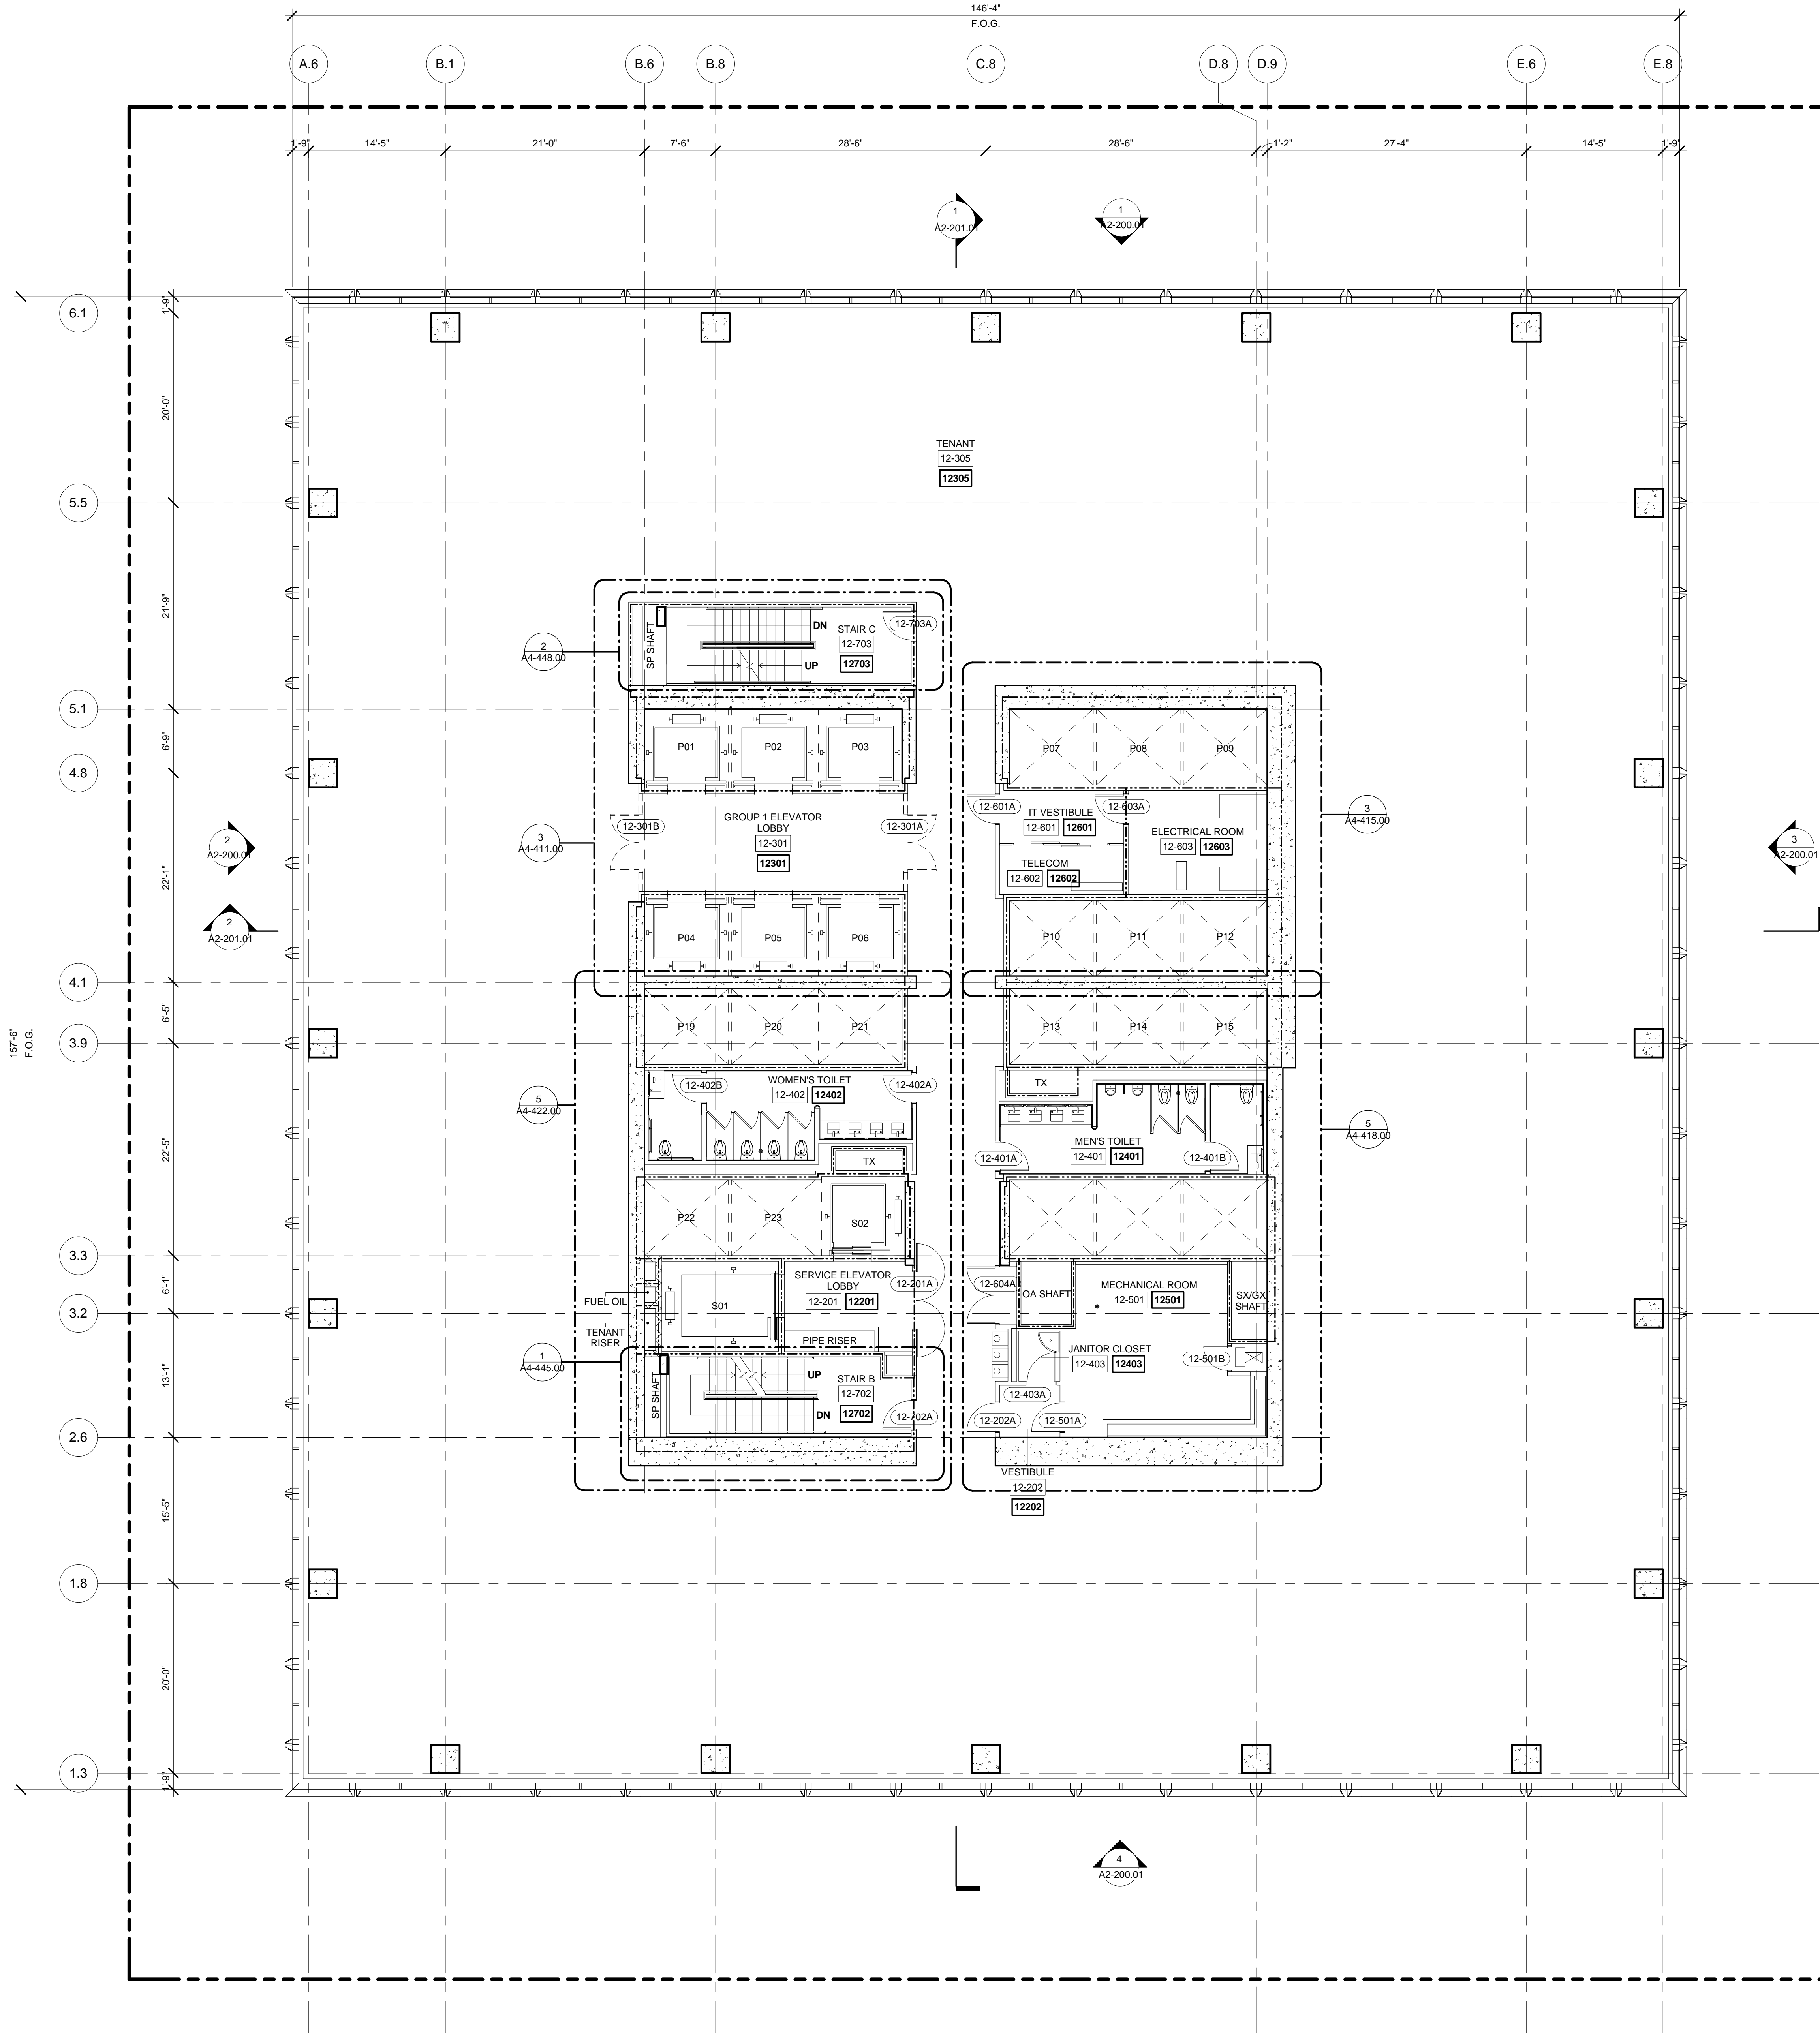 146'-4"
F.O.G.
A.6
B.1
B.6
B.8
C.8
D.8
D.9
E.6
E.8
1'-9"
14'-5"
21'-0"
7'-6"
28'-6"
28'-6"
1'-2"
27'-4"
14'-5"
1'-9"
1
A2-201.01
1
A2-200.01
157'-6"
F.O.G.
6.1
5.5
5.1
4.8
4.1
3.9
3.3
3.2
2.6
1.8
1.3
1'-9"
20'-0"
21'-9"
6'-9"
22'-1"
6'-5"
22'-5"
6'-1"
13'-1"
15'-5"
20'-0"
1'-9"
TENANT
12-305
12305
2
A4-448.00
SP SHAFT
DN
UP
STAIR C
12-703
12703
12-703A
P01
P02
P03
P07
P08
P09
2
A2-200.01
3
A4-411.00
12-301B
GROUP 1 ELEVATOR
LOBBY
12-301
12301
12-301A
12-601A
IT VESTIBULE
12-601 12601
12-603A
ELECTRICAL ROOM
12-603 12603
TELECOM
12-602 12602
3
A4-415.00
3
A2-200.01
2
A2-201.01
P04
P05
P06
P10
P11
P12
P19
P20
P21
P13
P14
P15
5
A4-422.00
12-402B
WOMEN'S TOILET
12-402 12402
12-402A
TX
TX
MEN'S TOILET
12-401 12401
12-401A
12-401B
5
A4-418.00
P22
P23
S02
FUEL OIL
TENANT
RISER
S01
SERVICE ELEVATOR
LOBBY
12-201 12201
12-201A
PIPE RISER
12-604A
OA SHAFT
MECHANICAL ROOM
12-501 12501
SX/GX
SHAFT
1
A4-445.00
SP SHAFT
UP
DN
STAIR B
12-702
12702
12-702A
JANITOR CLOSET
12-403 12403
12-501B
12-403A
12-202A
12-501A
VESTIBULE
12-202
12202
4
A2-200.01